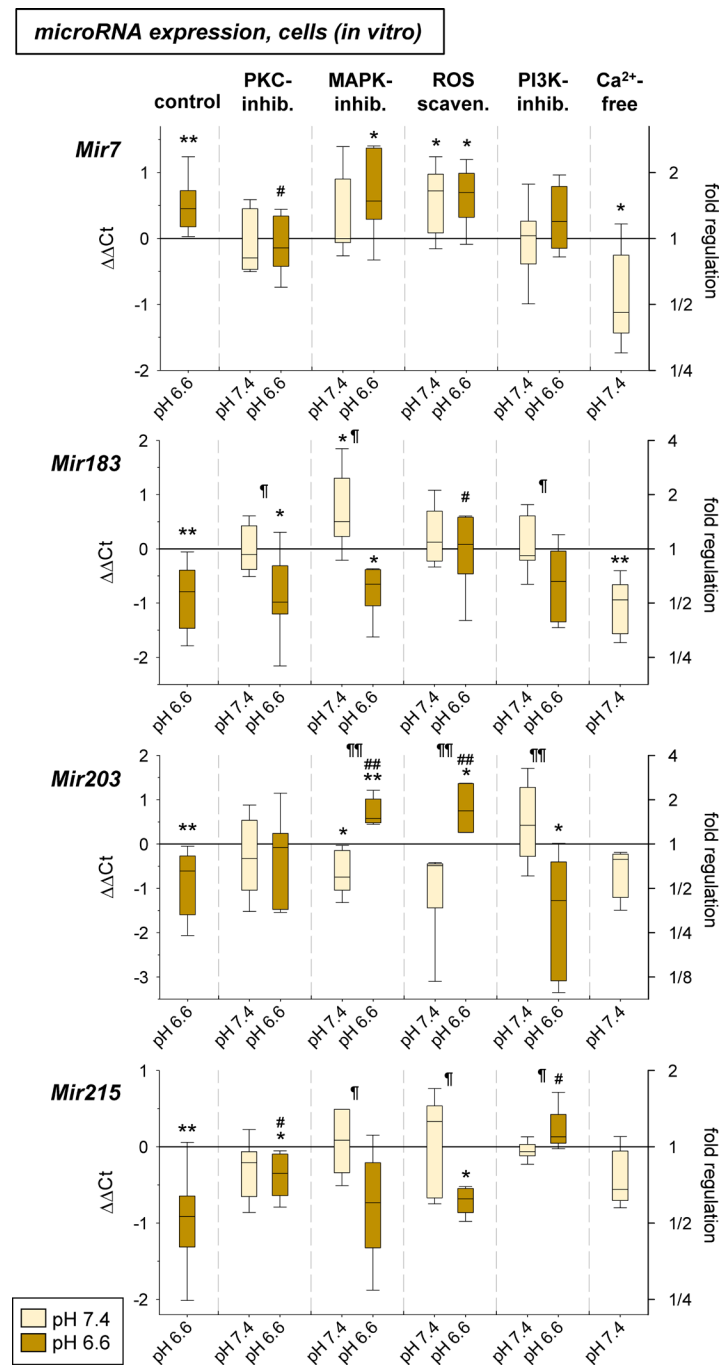 microRNA expression, cells (in vitro)
control PKC-inhib. MAPK-inhib. ROS scaven. PI3K-inhib. Ca²⁺-free
Mir7
** # * * * *
1 0 -1 -2
ΔΔCt
2 1 1/2 1/4
fold regulation
pH 6.6 pH 7.4 pH 6.6 pH 7.4 pH 6.6 pH 7.4 pH 6.6 pH 7.4 pH 6.6 pH 7.4
Mir183
** ¶ * * ¶ * # ¶ **
2 1 0 -1 -2
ΔΔCt
4 2 1 1/2 1/4
fold regulation
pH 6.6 pH 7.4 pH 6.6 pH 7.4 pH 6.6 pH 7.4 pH 6.6 pH 7.4 pH 6.6 pH 7.4
Mir203
** * ¶¶ ## ** ¶¶ ## * ¶¶ *
2 1 0 -1 -2 -3
ΔΔCt
4 2 1 1/2 1/4 1/8
fold regulation
pH 6.6 pH 7.4 pH 6.6 pH 7.4 pH 6.6 pH 7.4 pH 6.6 pH 7.4 pH 6.6 pH 7.4
Mir215
** # * ¶ ¶ * ¶ #
1 0 -1 -2
ΔΔCt
2 1 1/2 1/4
fold regulation
pH 6.6 pH 7.4 pH 6.6 pH 7.4 pH 6.6 pH 7.4 pH 6.6 pH 7.4 pH 6.6 pH 7.4
pH 7.4
pH 6.6